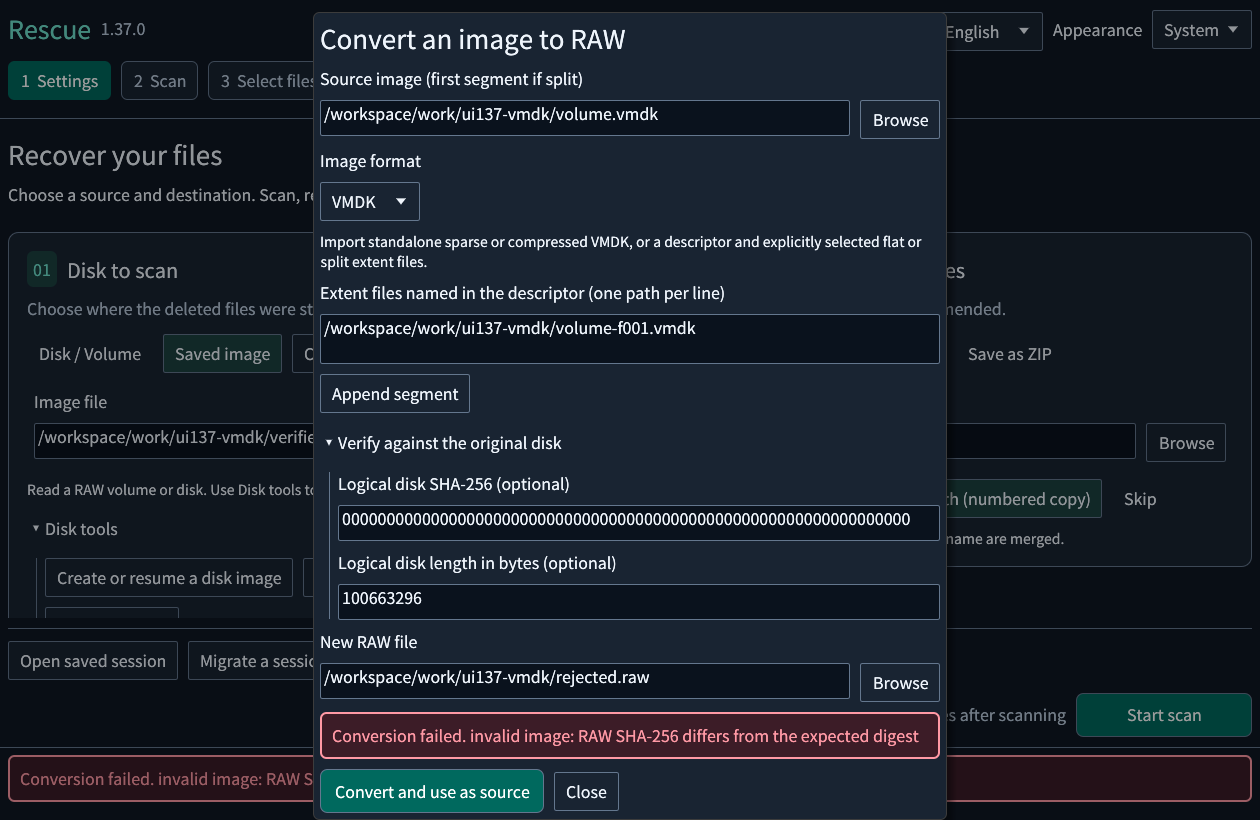 Rescue 1.37.0
English
Appearance
System
1 Settings
2 Scan
3 Select files
Recover your files
Choose a source and destination. Scan,
01 Disk to scan
Choose where the deleted files were
Disk / Volume
Saved image
Image file
/workspace/work/ui137-vmdk/
Read a RAW volume or disk. Use Disk tools
Disk tools
Create or resume a disk image
Open saved session
Migrate a
Conversion failed. invalid image: RAW
Convert an image to RAW
Source image (first segment if split)
/workspace/work/ui137-vmdk/volume.vmdk
Browse
Image format
VMDK
Import standalone sparse or compressed VMDK, or a descriptor and explicitly selected flat or
split extent files.
Extent files named in the descriptor (one path per line)
/workspace/work/ui137-vmdk/volume-f001.vmdk
Append segment
Verify against the original disk
Logical disk SHA-256 (optional)
0000000000000000000000000000000000000000000000000000000000000000
Logical disk length in bytes (optional)
100663296
New RAW file
/workspace/work/ui137-vmdk/rejected.raw
Browse
Conversion failed. invalid image: RAW SHA-256 differs from the expected digest
Convert and use as source
Close
Save as ZIP
Browse
(numbered copy)
Skip
name are merged.
after scanning
Start scan